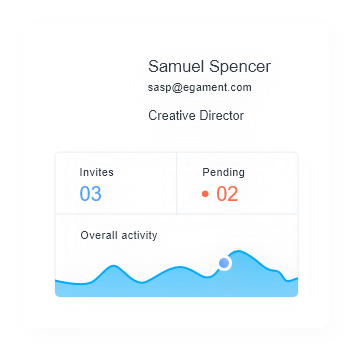 Samuel Spencer
sasp@egament.com
Creative Director
Invites
03
Pending
02
Overall activity